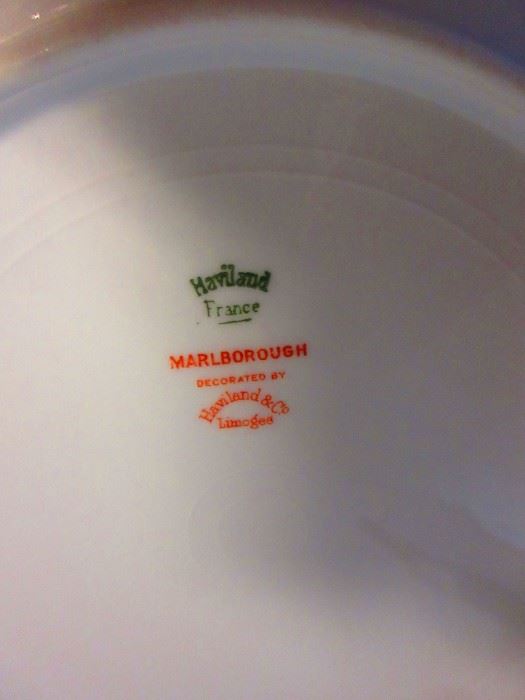 Haviland
France
MARLBOROUGH
DECORATED BY
Haviland & Co
Limoges